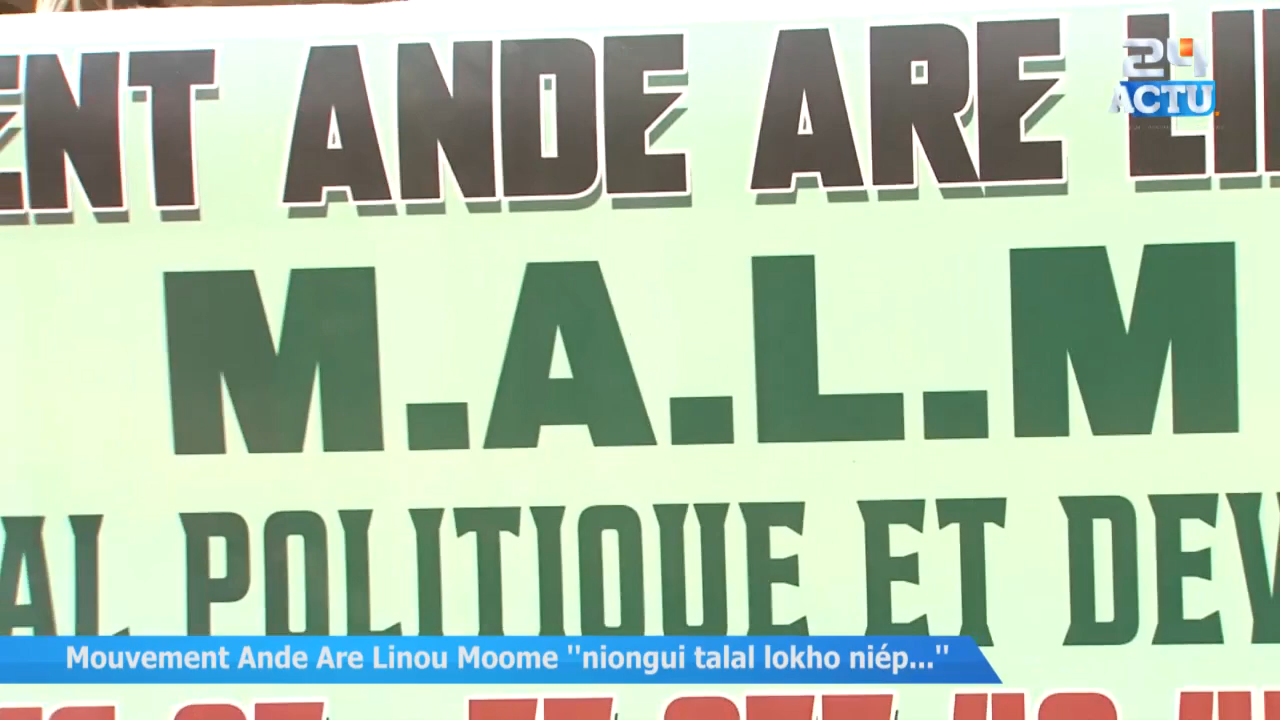 ENT ANDE ARE LI
24
ACTU
M.A.L.M
AL POLITIQUE ET DEV
Mouvement Ande Are Linou Moome "niongui talal lokho niép..."